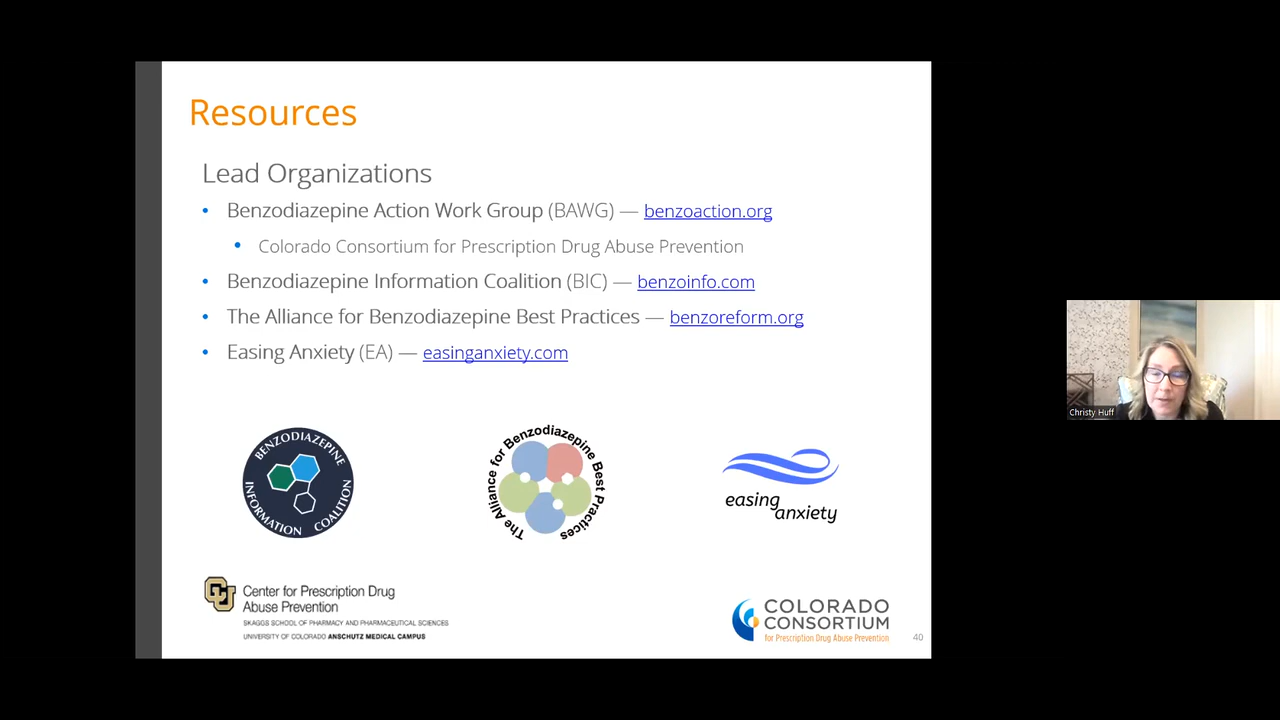 Resources
Lead Organizations
• Benzodiazepine Action Work Group (BAWG) — benzoaction.org
• Colorado Consortium for Prescription Drug Abuse Prevention
• Benzodiazepine Information Coalition (BIC) — benzoinfo.com
• The Alliance for Benzodiazepine Best Practices — benzoreform.org
• Easing Anxiety (EA) — easinganxiety.com
Christy Huff
BENZODIAZEPINE
INFORMATION COALITION
The Alliance for Benzodiazepine Best Practices
easing
anxiety
CU
Center for Prescription Drug
Abuse Prevention
SKAGGS SCHOOL OF PHARMACY AND PHARMACEUTICAL SCIENCES
UNIVERSITY OF COLORADO ANSCHUTZ MEDICAL CAMPUS
COLORADO
CONSORTIUM
for Prescription Drug Abuse Prevention
40